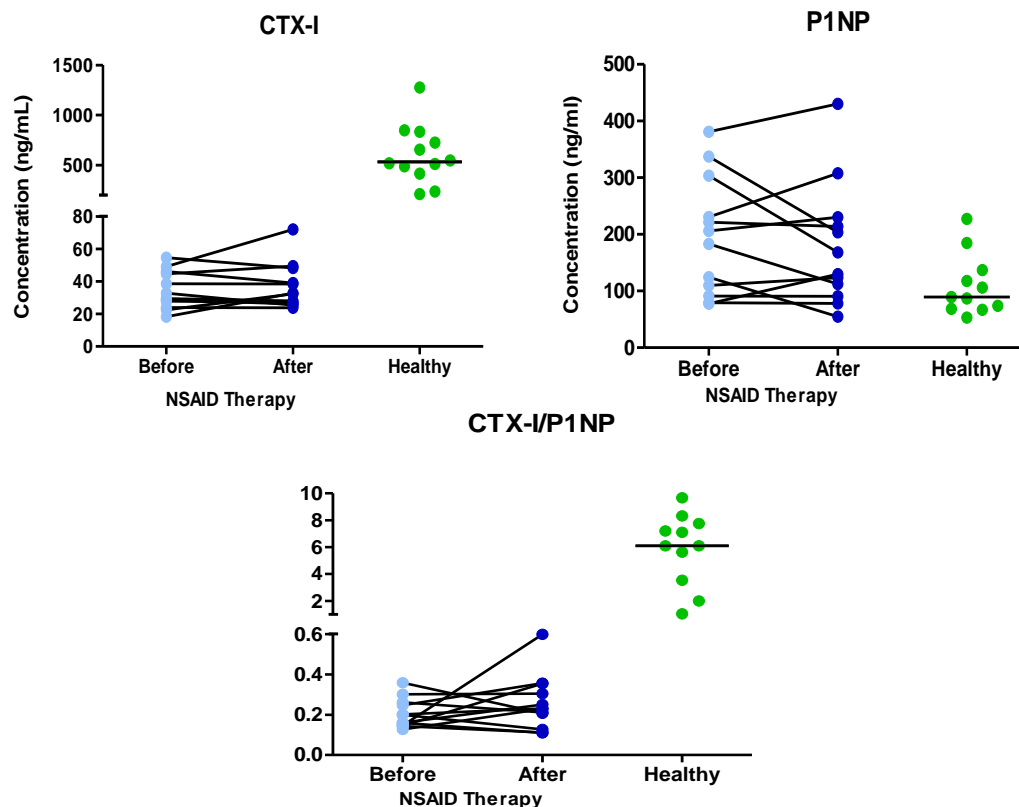 CTX-I
Concentration (ng/mL)
1500
1000
500
80
60
40
20
0
Before
After
Healthy
NSAID Therapy
P1NP
Concentration (ng/ml)
500
400
300
200
100
0
Before
After
Healthy
NSAID Therapy
CTX-I/P1NP
10
8
6
4
2
0.6
0.4
0.2
0.0
Before
After
Healthy
NSAID Therapy